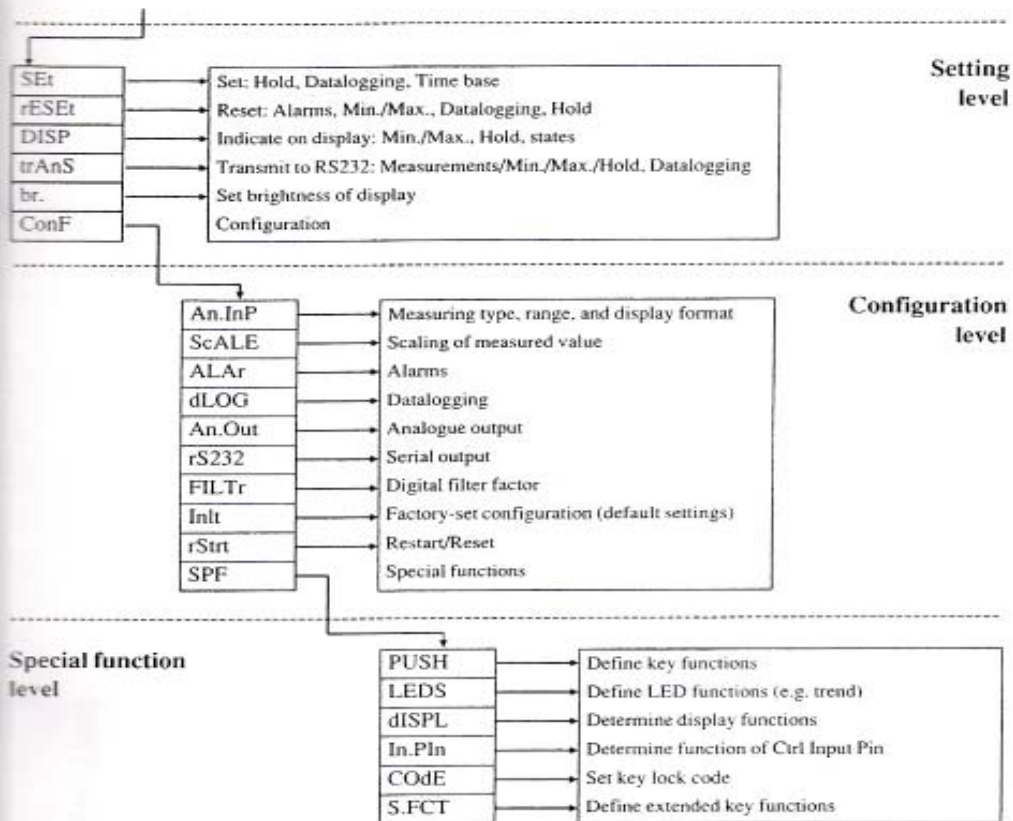 Setting
level
SEt Set: Hold, Datalogging, Time base
rESEt Reset: Alarms, Min./Max., Datalogging, Hold
DISP Indicate on display: Min./Max., Hold, states
trAnS Transmit to RS232: Measurements/Min./Max./Hold, Datalogging
br. Set brightness of display
ConF Configuration
Configuration
level
An.InP Measuring type, range, and display format
ScALE Scaling of measured value
ALAr Alarms
dLOG Datalogging
An.Out Analogue output
rS232 Serial output
FILTr Digital filter factor
InIt Factory-set configuration (default settings)
rStrt Restart/Reset
SPF Special functions
Special function
level
PUSH Define key functions
LEDS Define LED functions (e.g. trend)
dISPL Determine display functions
In.PIn Determine function of Ctrl Input Pin
COdE Set key lock code
S.FCT Define extended key functions